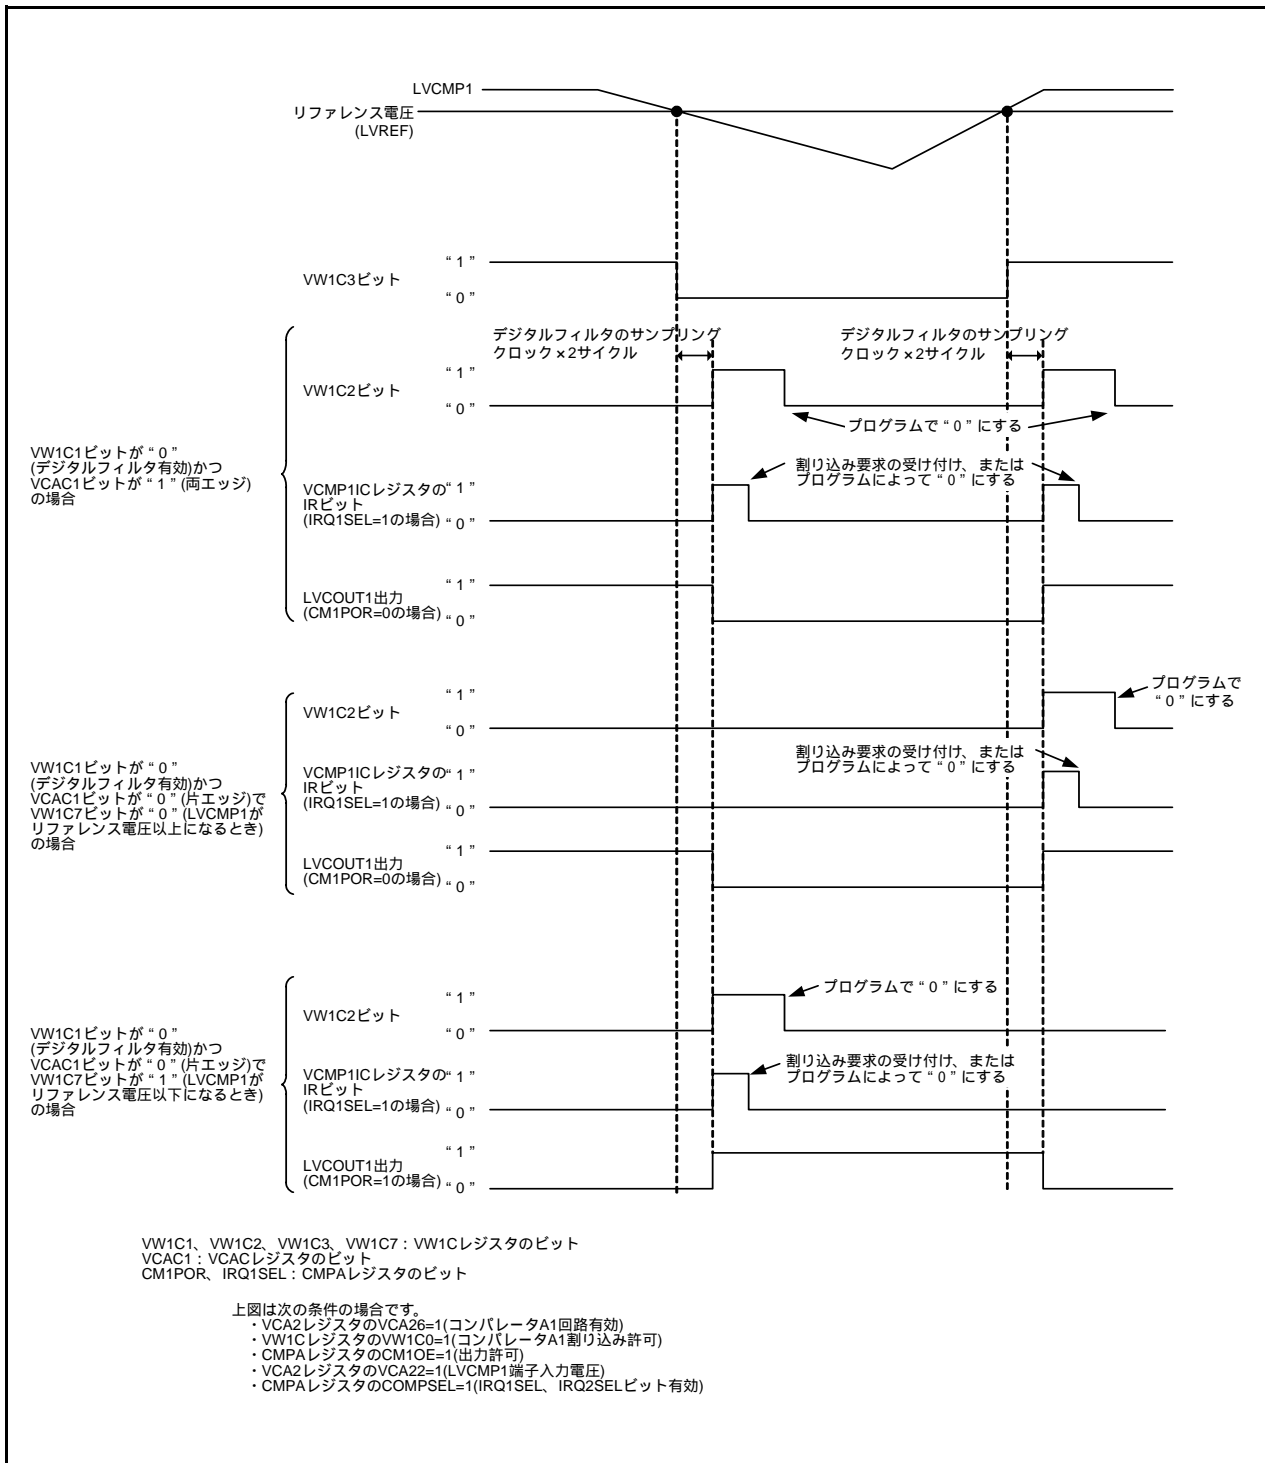 LVCMP1
リファレンス電圧
(LVREF)
VW1C3ビット
“ 1 ”
“ 0 ”
デジタルフィルタのサンプリング
クロック×2サイクル
デジタルフィルタのサンプリング
クロック×2サイクル
VW1C1ビットが “ 0 ”
(デジタルフィルタ有効)かつ
VCAC1ビットが “ 1 ” (両エッジ)
の場合
VW1C2ビット
“ 1 ”
“ 0 ”
プログラムで “ 0 ” にする
VCMP1ICレジスタの
IRビット
(IRQ1SEL=1の場合)
“ 1 ”
“ 0 ”
割り込み要求の受け付け、または
プログラムによって “ 0 ” にする
LVCOUT1出力
(CM1POR=0の場合)
“ 1 ”
“ 0 ”
VW1C1ビットが “ 0 ”
(デジタルフィルタ有効)かつ
VCAC1ビットが “ 0 ” (片エッジ)で
VW1C7ビットが “ 0 ” (LVCMP1が
リファレンス電圧以上になるとき)
の場合
VW1C2ビット
“ 1 ”
“ 0 ”
プログラムで
“ 0 ” にする
VCMP1ICレジスタの
IRビット
(IRQ1SEL=1の場合)
“ 1 ”
“ 0 ”
割り込み要求の受け付け、または
プログラムによって “ 0 ” にする
LVCOUT1出力
(CM1POR=0の場合)
“ 1 ”
“ 0 ”
VW1C1ビットが “ 0 ”
(デジタルフィルタ有効)かつ
VCAC1ビットが “ 0 ” (片エッジ)で
VW1C7ビットが “ 1 ” (LVCMP1が
リファレンス電圧以下になるとき)
の場合
VW1C2ビット
“ 1 ”
“ 0 ”
プログラムで “ 0 ” にする
VCMP1ICレジスタの
IRビット
(IRQ1SEL=1の場合)
“ 1 ”
“ 0 ”
割り込み要求の受け付け、または
プログラムによって “ 0 ” にする
LVCOUT1出力
(CM1POR=1の場合)
“ 1 ”
“ 0 ”
VW1C1、VW1C2、VW1C3、VW1C7 : VW1Cレジスタのビット
VCAC1 : VCACレジスタのビット
CM1POR、IRQ1SEL : CMPAレジスタのビット
上図は次の条件の場合です。
・VCA2レジスタのVCA26=1(コンパレータA1回路有効)
・VW1CレジスタのVW1C0=1(コンパレータA1割り込み許可)
・CMPAレジスタのCM1OE=1(出力許可)
・VCA2レジスタのVCA22=1(LVCMP1端子入力電圧)
・CMPAレジスタのCOMPSEL=1(IRQ1SEL、IRQ2SELビット有効)